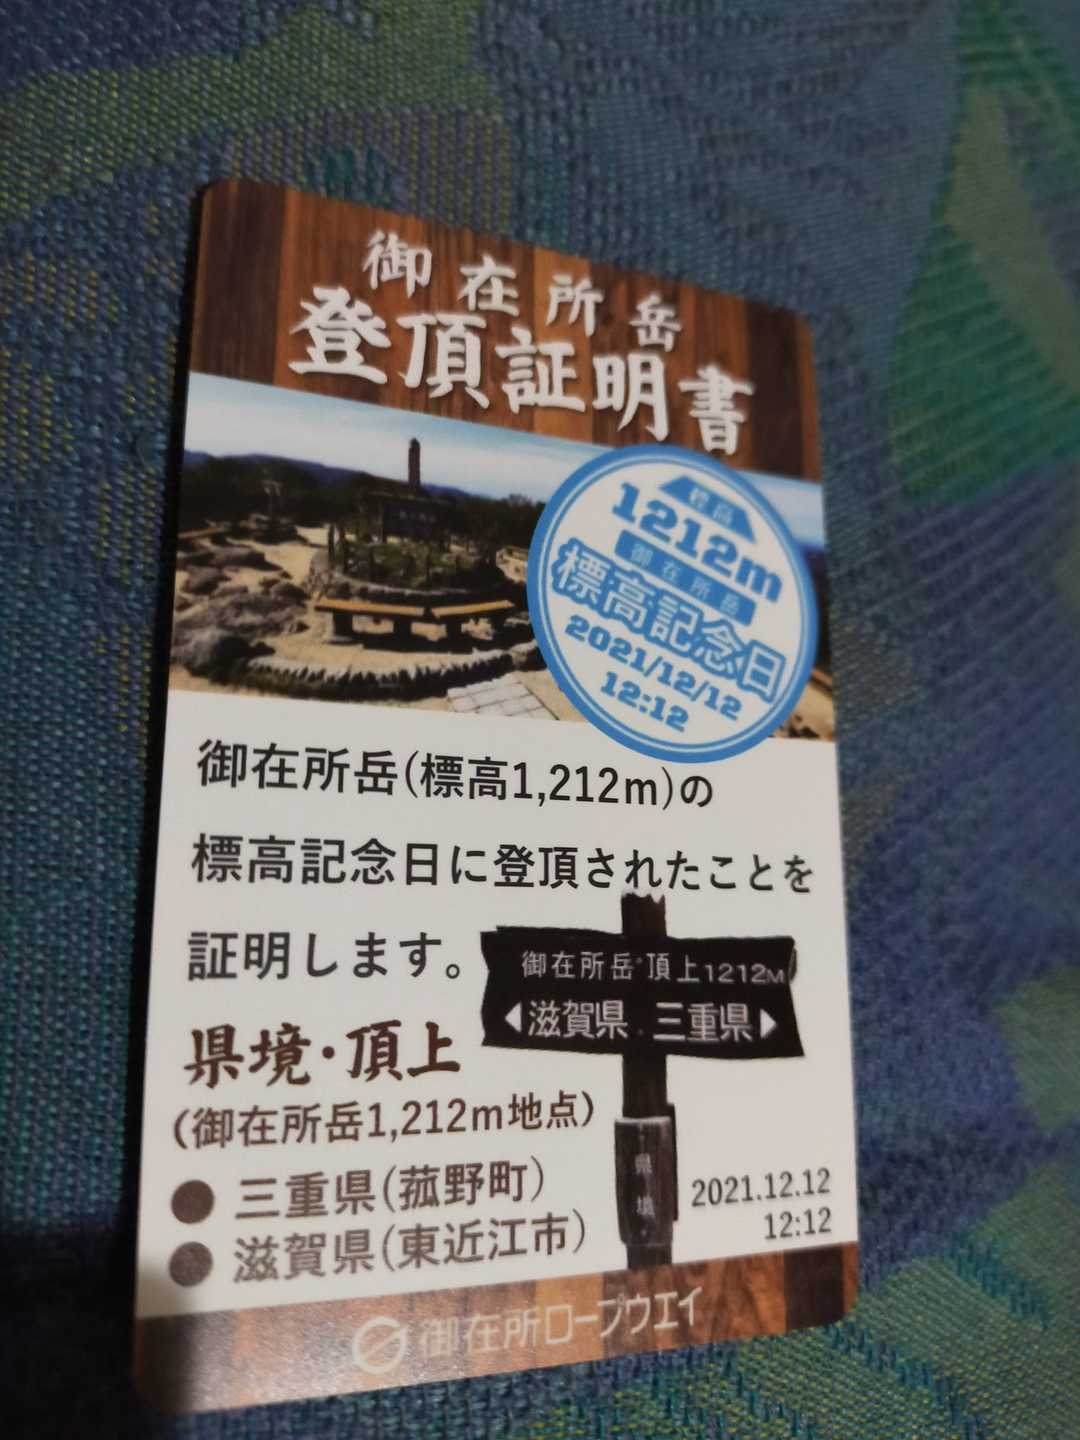 御在所岳
登頂証明書
標高
1212m
御在所岳
標高記念日
2021/12/12
12:12
御在所岳(標高1,212m)の
標高記念日に登頂されたことを
証明します。
御在所岳・頂上1212M
滋賀県・三重県
県境
県境・頂上
(御在所岳1,212m地点)
● 三重県(菰野町)
● 滋賀県(東近江市)
2021.12.12
12:12
御在所ロープウエイ